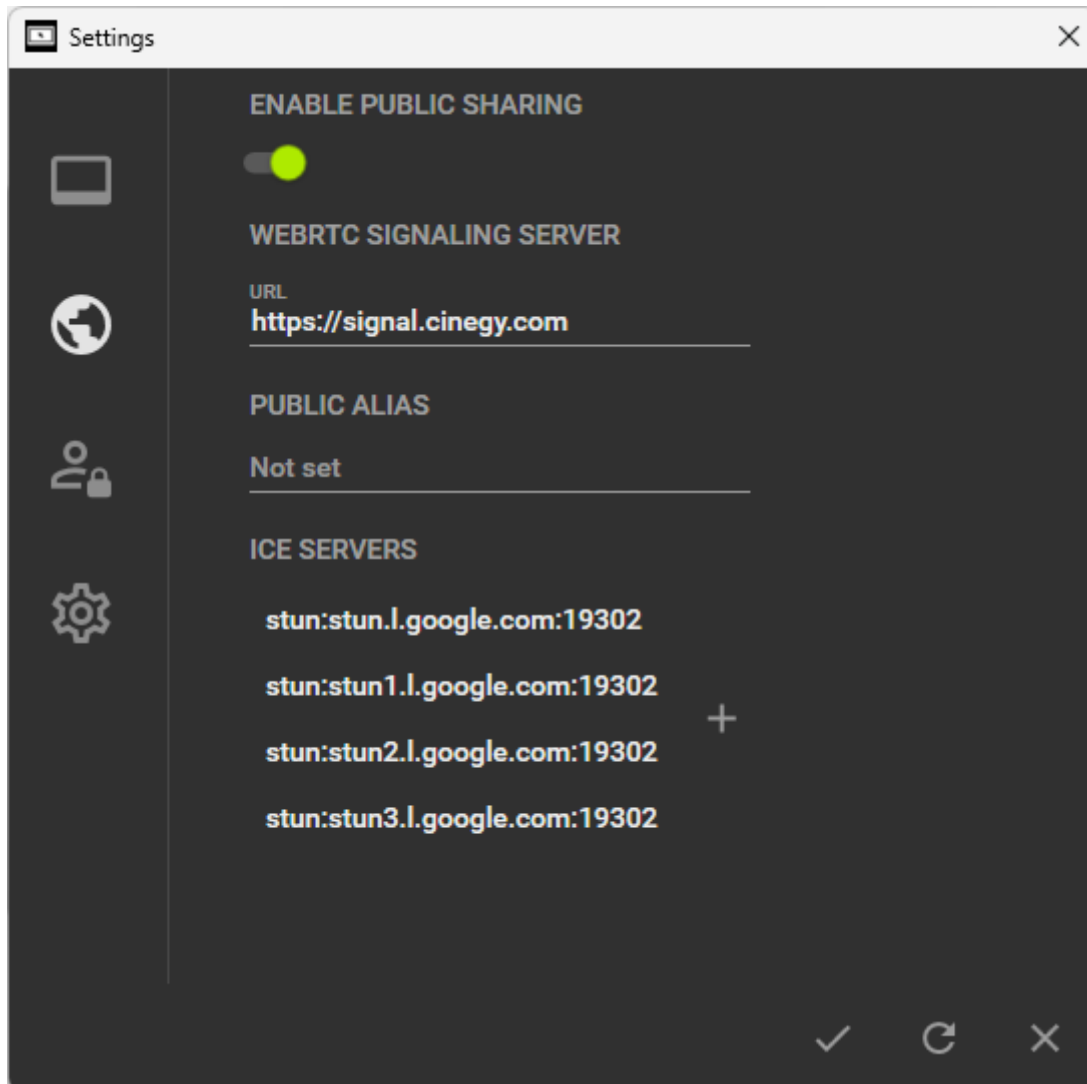 Settings
ENABLE PUBLIC SHARING
WEBRTC SIGNALING SERVER
URL
https://signal.cinegy.com
PUBLIC ALIAS
Not set
ICE SERVERS
stun:stun.l.google.com:19302
stun:stun1.l.google.com:19302
stun:stun2.l.google.com:19302
stun:stun3.l.google.com:19302